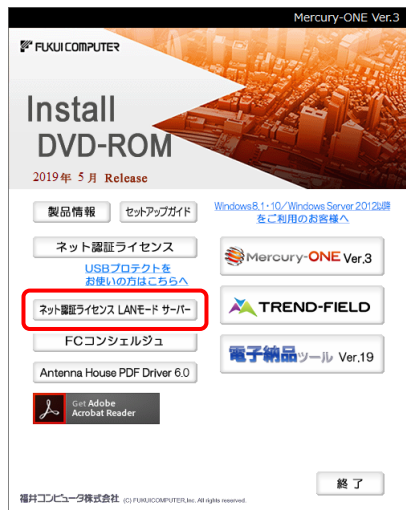 Mercury-ONE Ver.3
FUKUI COMPUTER
Install
DVD-ROM
2019年 5月 Release
製品情報
セットアップガイド
Windows8.1・10／Windows Server 2012以降
をご利用のお客様へ
ネット認証ライセンス
USBプロテクトを
お使いの方はこちらへ
Mercury-ONE Ver.3
ネット認証ライセンス LANモード サーバー
TREND-FIELD
FCコンシェルジュ
電子納品ツール Ver.19
Antenna House PDF Driver 6.0
Get Adobe
Acrobat Reader
終了
福井コンピュータ株式会社 (C) FUKUICOMPUTER,Inc. All rights reserved.